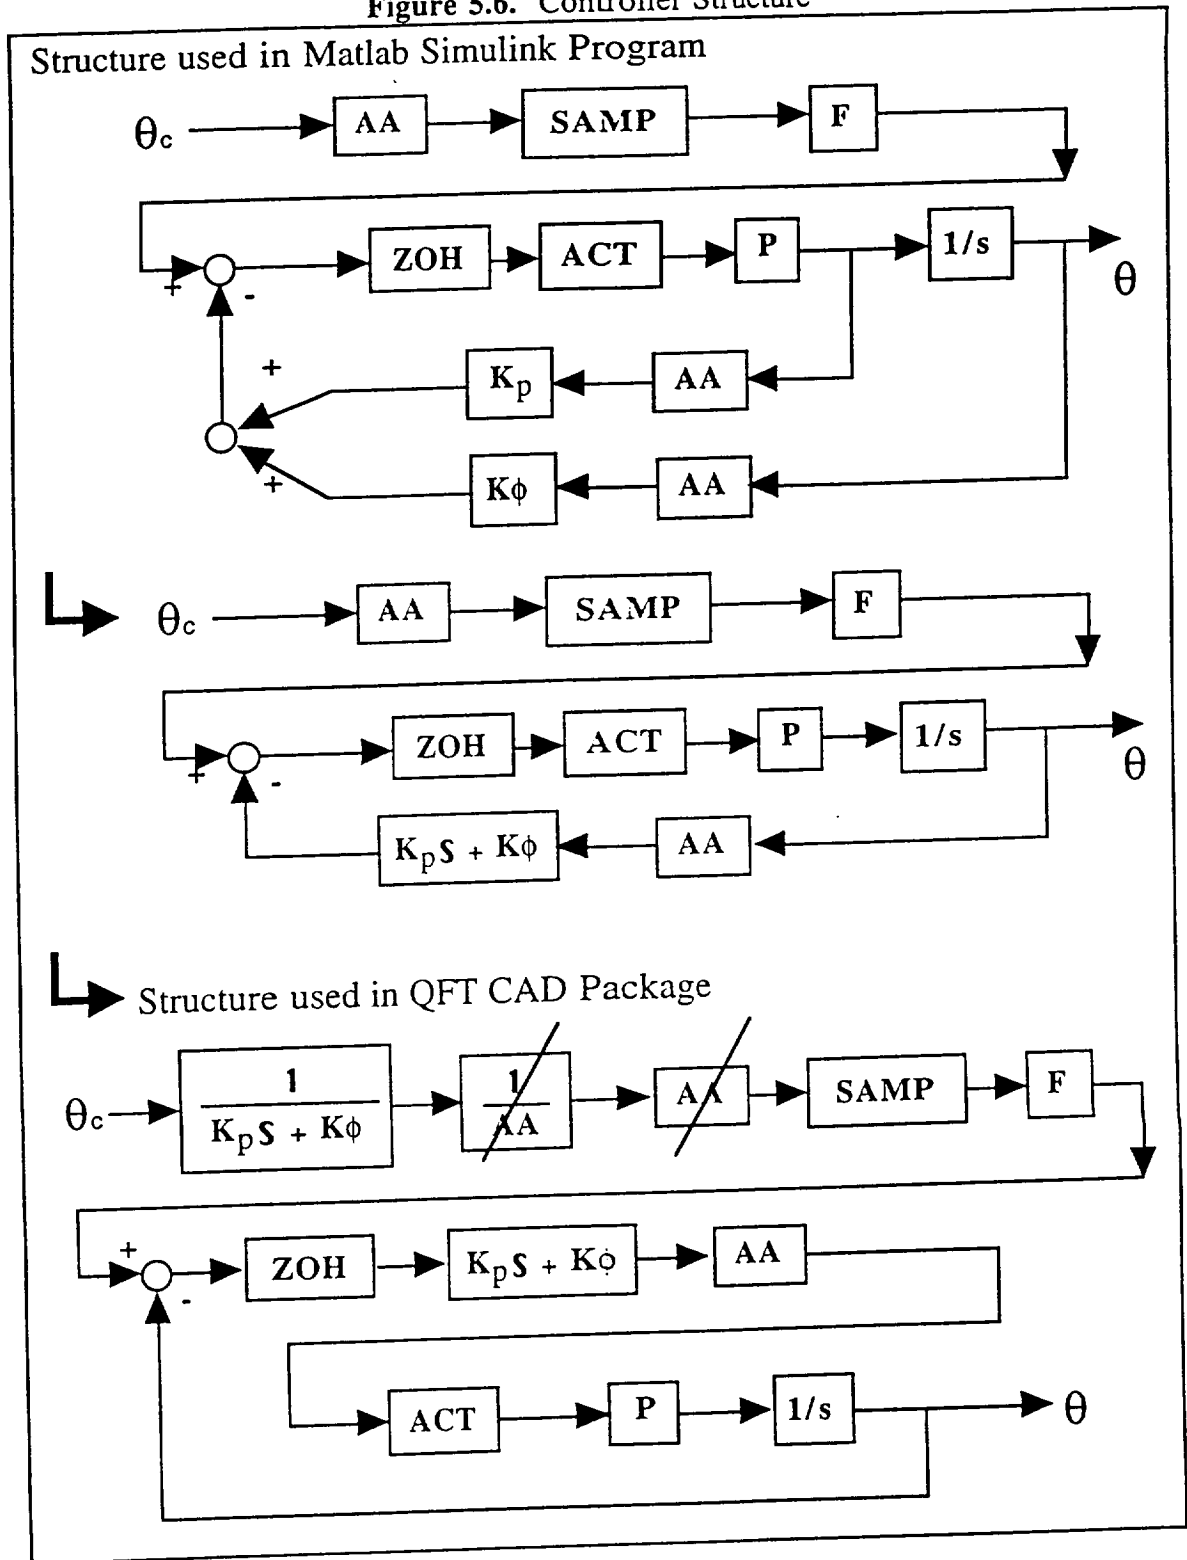 Figure 5.6. Controller Structure
Structure used in Matlab Simulink Program
θc AA SAMP F
+ - ZOH ACT P 1/s θ
+ Kp AA
+ Kϕ AA
θc AA SAMP F
+ - ZOH ACT P 1/s θ
KpS + Kϕ AA
Structure used in QFT CAD Package
θc 1 / KpS + Kϕ 1 / AA AA SAMP F
+ - ZOH KpS + Kϕ AA
ACT P 1/s θ